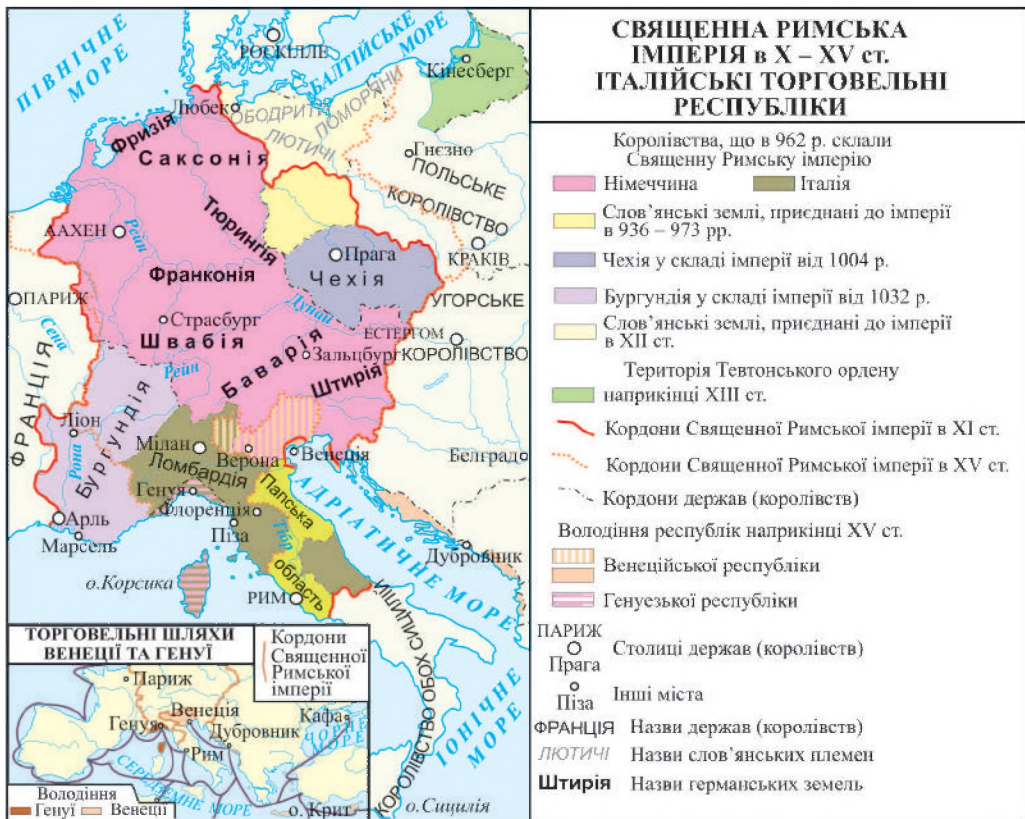 ПІВНІЧНЕ МОРЕ
РОСКІЛЛЕ
БАЛТІЙСЬКЕ МОРЕ
Кінесберг
Любек
ОБОДРИТИ
ПОМОРЯНИ
ЛЮТИЧІ
Фризія
Саксонія
Гнєзно
ПОЛЬСЬКЕ
КОРОЛІВСТВО
Тюрингія
Рейн
ААХЕН
Прага
КРАКІВ
Чехія
Франконія
ПАРИЖ
УГОРСЬКЕ
Сена
Страсбург
Дунай
ЕСТЕРГОМ
Швабія
Зальцбург
КОРОЛІВСТВО
Баварія
Рейн
Штирія
ФРАНЦІЯ
Ліон
Рона
Бургундія
Мілан
Верона
Венеція
Белград
Ломбардія
Генуя
Папська
Флоренція
АДРІАТИЧНЕ МОРЕ
Арль
Марсель
Піза
Тібр
Дубровник
область
о.Корсика
РИМ
КОРОЛІВСТВО ОБОХ СИЦИЛІЙ
ІОНІЧНЕ МОРЕ
о.Сицилія
ТОРГОВЕЛЬНІ ШЛЯХИ
ВЕНЕЦІЇ ТА ГЕНУЇ
Кордони
Священної
Римської
імперії
Париж
Венеція
Кафа
Генуя
Дубровник
ЧОРНЕ МОРЕ
Рим
СЕРЕДЗЕМНЕ МОРЕ
о. Крит
Володіння
Генуї
Венеції
СВЯЩЕННА РИМСЬКА
ІМПЕРІЯ в X – XV ст.
ІТАЛІЙСЬКІ ТОРГОВЕЛЬНІ
РЕСПУБЛІКИ
Королівства, що в 962 р. склали
Священну Римську імперію
Німеччина
Італія
Слов’янські землі, приєднані до імперії
в 936 – 973 рр.
Чехія у складі імперії від 1004 р.
Бургундія у складі імперії від 1032 р.
Слов’янські землі, приєднані до імперії
в XII ст.
Територія Тевтонського ордену
наприкінці XIII ст.
Кордони Священної Римської імперії в XI ст.
Кордони Священної Римської імперії в XV ст.
Кордони держав (королівств)
Володіння республік наприкінці XV ст.
Венеційської республіки
Генуезької республіки
ПАРИЖ
Прага
Столиці держав (королівств)
Піза
Інші міста
ФРАНЦІЯ
Назви держав (королівств)
ЛЮТИЧІ
Назви слов’янських племен
Штирія
Назви германських земель